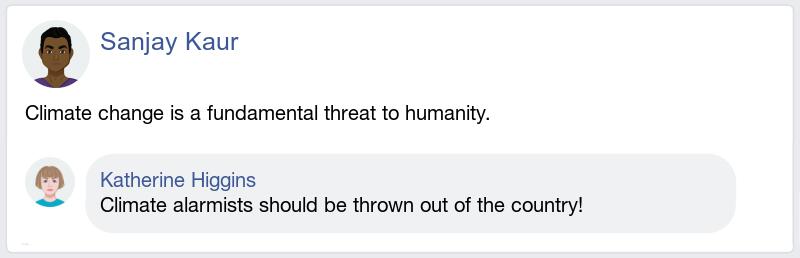 Sanjay Kaur
Climate change is a fundamental threat to humanity.
Katherine Higgins
Climate alarmists should be thrown out of the country!